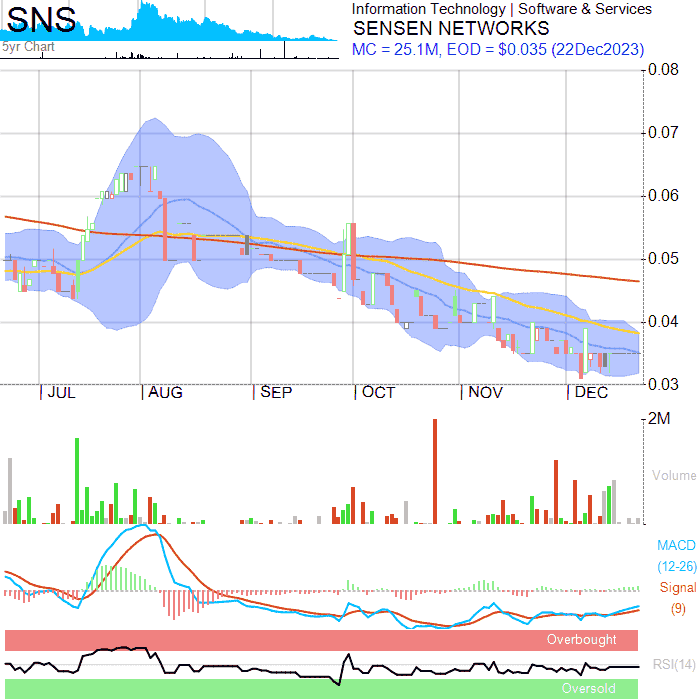 SNS
5yr Chart
Information Technology | Software & Services
SENSEN NETWORKS
MC = 25.1M, EOD = $0.035 (22Dec2023)
0.08
0.07
0.06
0.05
0.04
0.03
JUL AUG SEP OCT NOV DEC
2M
Volume
MACD
(12-26)
Signal
(9)
Overbought
RSI(14)
Oversold